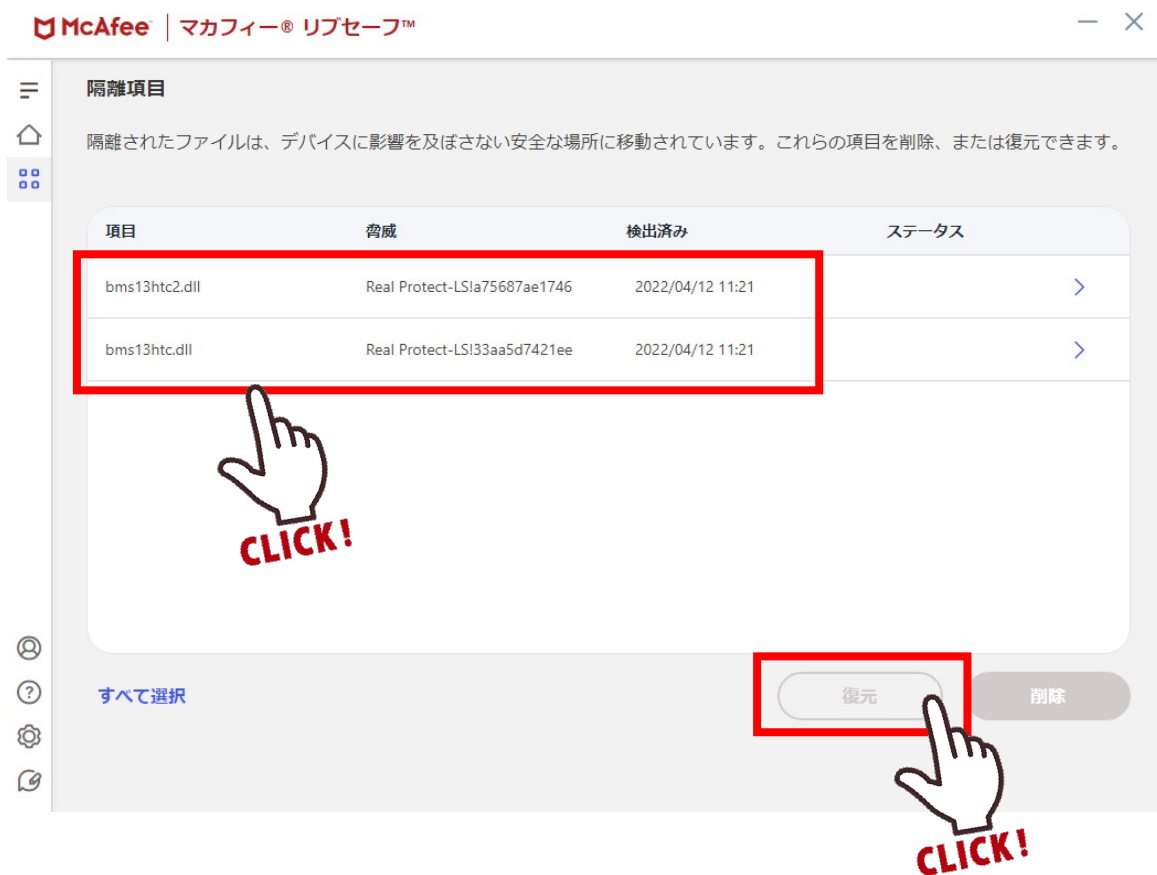 McAfee | マカフィー® リブセーフ™
隔離項目
隔離されたファイルは、デバイスに影響を及ぼさない安全な場所に移動されています。これらの項目を削除、または復元できます。
項目 脅威 検出済み ステータス
bms13htc2.dll Real Protect-LS!a75687ae1746 2022/04/12 11:21
bms13htc.dll Real Protect-LS!33aa5d7421ee 2022/04/12 11:21
CLICK!
すべて選択 復元 削除
CLICK!